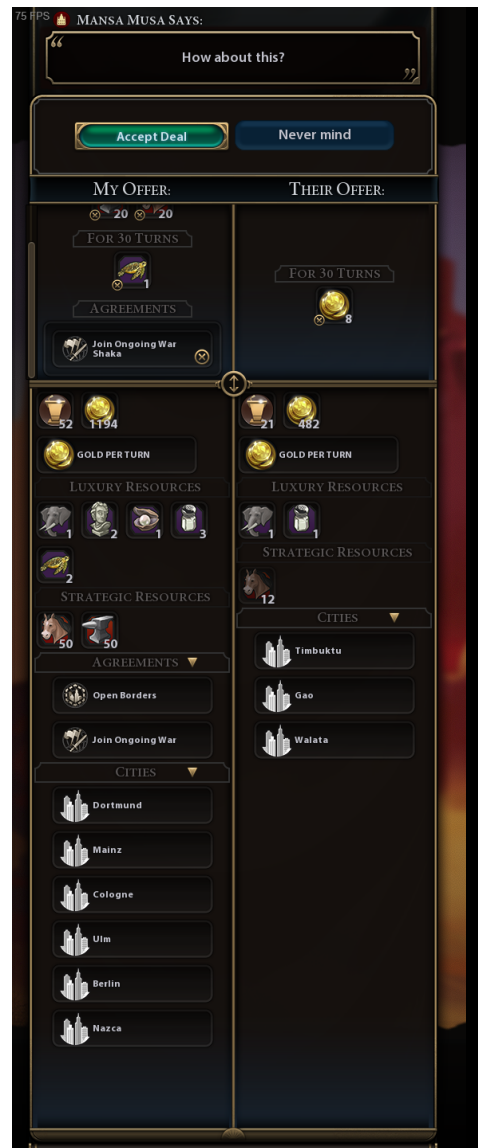 75 FPS
MANSA MUSA SAYS:
How about this?
Accept Deal
Never mind
MY OFFER:
THEIR OFFER:
20
20
FOR 30 TURNS
1
AGREEMENTS
Join Ongoing War
Shaka
FOR 30 TURNS
8
52
1194
GOLD PER TURN
LUXURY RESOURCES
1
2
1
3
2
STRATEGIC RESOURCES
50
50
AGREEMENTS
Open Borders
Join Ongoing War
CITIES
Dortmund
Mainz
Cologne
Ulm
Berlin
Nazca
21
482
GOLD PER TURN
LUXURY RESOURCES
1
1
STRATEGIC RESOURCES
12
CITIES
Timbuktu
Gao
Walata